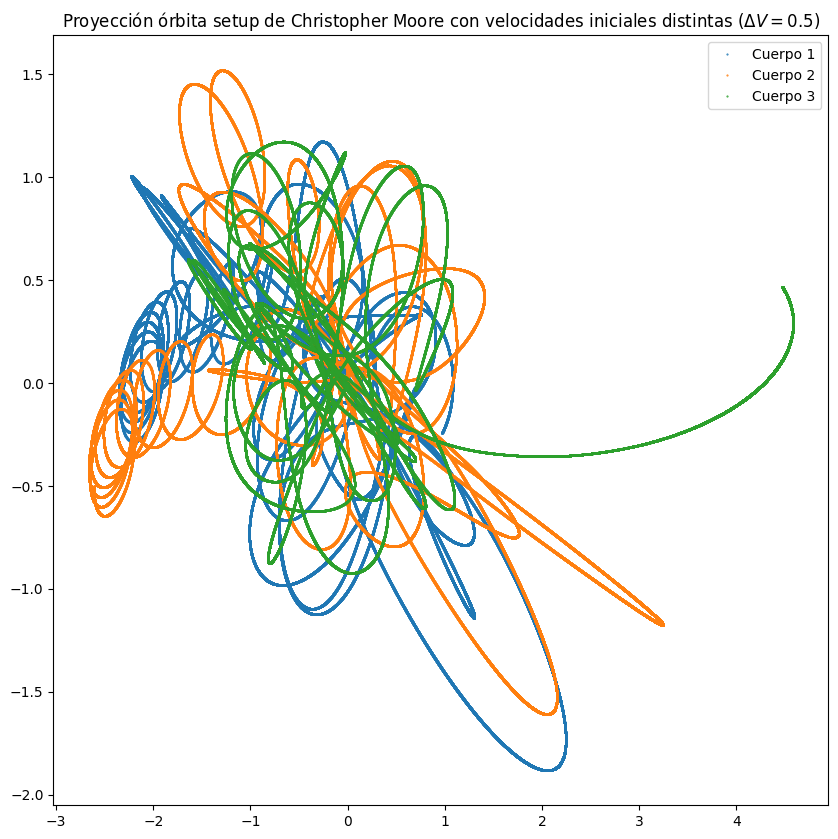 Proyección órbita setup de Christopher Moore con velocidades iniciales distintas (ΔV = 0.5)
Cuerpo 1
Cuerpo 2
Cuerpo 3
1.5
1.0
0.5
0.0
−0.5
−1.0
−1.5
−2.0
−3 −2 −1 0 1 2 3 4